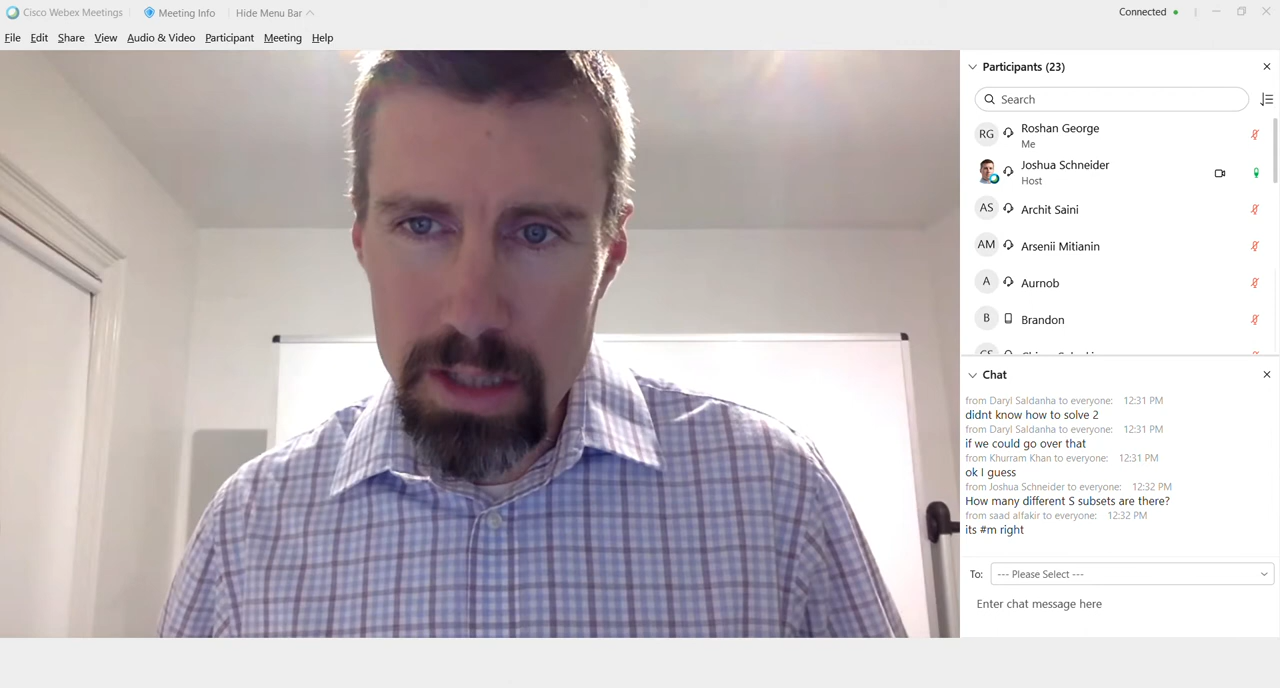 Cisco Webex Meetings Meeting Info Hide Menu Bar Connected
File Edit Share View Audio & Video Participant Meeting Help
Participants (23)
Search
RG Roshan George
Me
Joshua Schneider
Host
AS Archit Saini
AM Arsenii Mitianin
A Aurnob
B Brandon
Chat
from Daryl Saldanha to everyone: 12:31 PM
didnt know how to solve 2
from Daryl Saldanha to everyone: 12:31 PM
if we could go over that
from Khurram Khan to everyone: 12:31 PM
ok I guess
from Joshua Schneider to everyone: 12:32 PM
How many different S subsets are there?
from saad alfakir to everyone: 12:32 PM
its #m right
To: --- Please Select ---
Enter chat message here